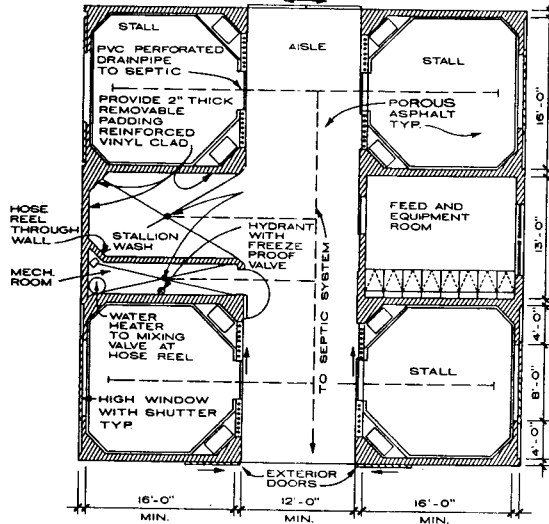 STALL
PVC PERFORATED
DRAINPIPE
TO SEPTIC
PROVIDE 2" THICK
REMOVABLE
PADDING
REINFORCED
VINYL CLAD
AISLE
STALL
POROUS
ASPHALT
TYP.
16'-0"
HOSE
REEL
THROUGH
WALL
STALLION
WASH
HYDRANT
WITH
FREEZE
PROOF
VALVE
FEED AND
EQUIPMENT
ROOM
13'-0"
MECH.
ROOM
TO SEPTIC SYSTEM
WATER
HEATER
TO MIXING
VALVE AT
HOSE REEL
STALL
4'-0"
8'-0"
4'-0"
HIGH WINDOW
WITH SHUTTER
TYP.
EXTERIOR
DOORS
16'-0"
MIN.
12'-0"
MIN.
16'-0"
MIN.